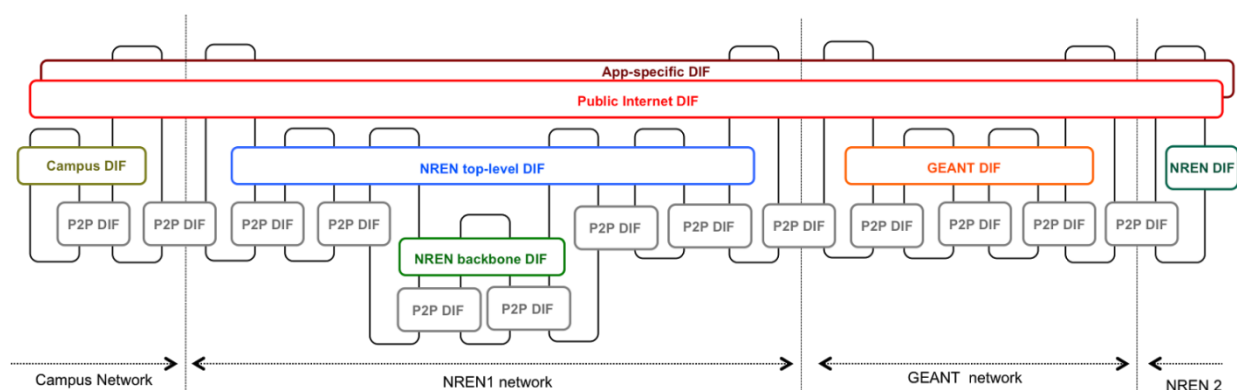 App-specific DIF
Public Internet DIF
Campus DIF
NREN top-level DIF
GEANT DIF
NREN DIF
P2P DIF
P2P DIF
P2P DIF
P2P DIF
P2P DIF
P2P DIF
P2P DIF
P2P DIF
P2P DIF
P2P DIF
P2P DIF
NREN backbone DIF
P2P DIF
P2P DIF
Campus Network
NREN1 network
GEANT network
NREN 2